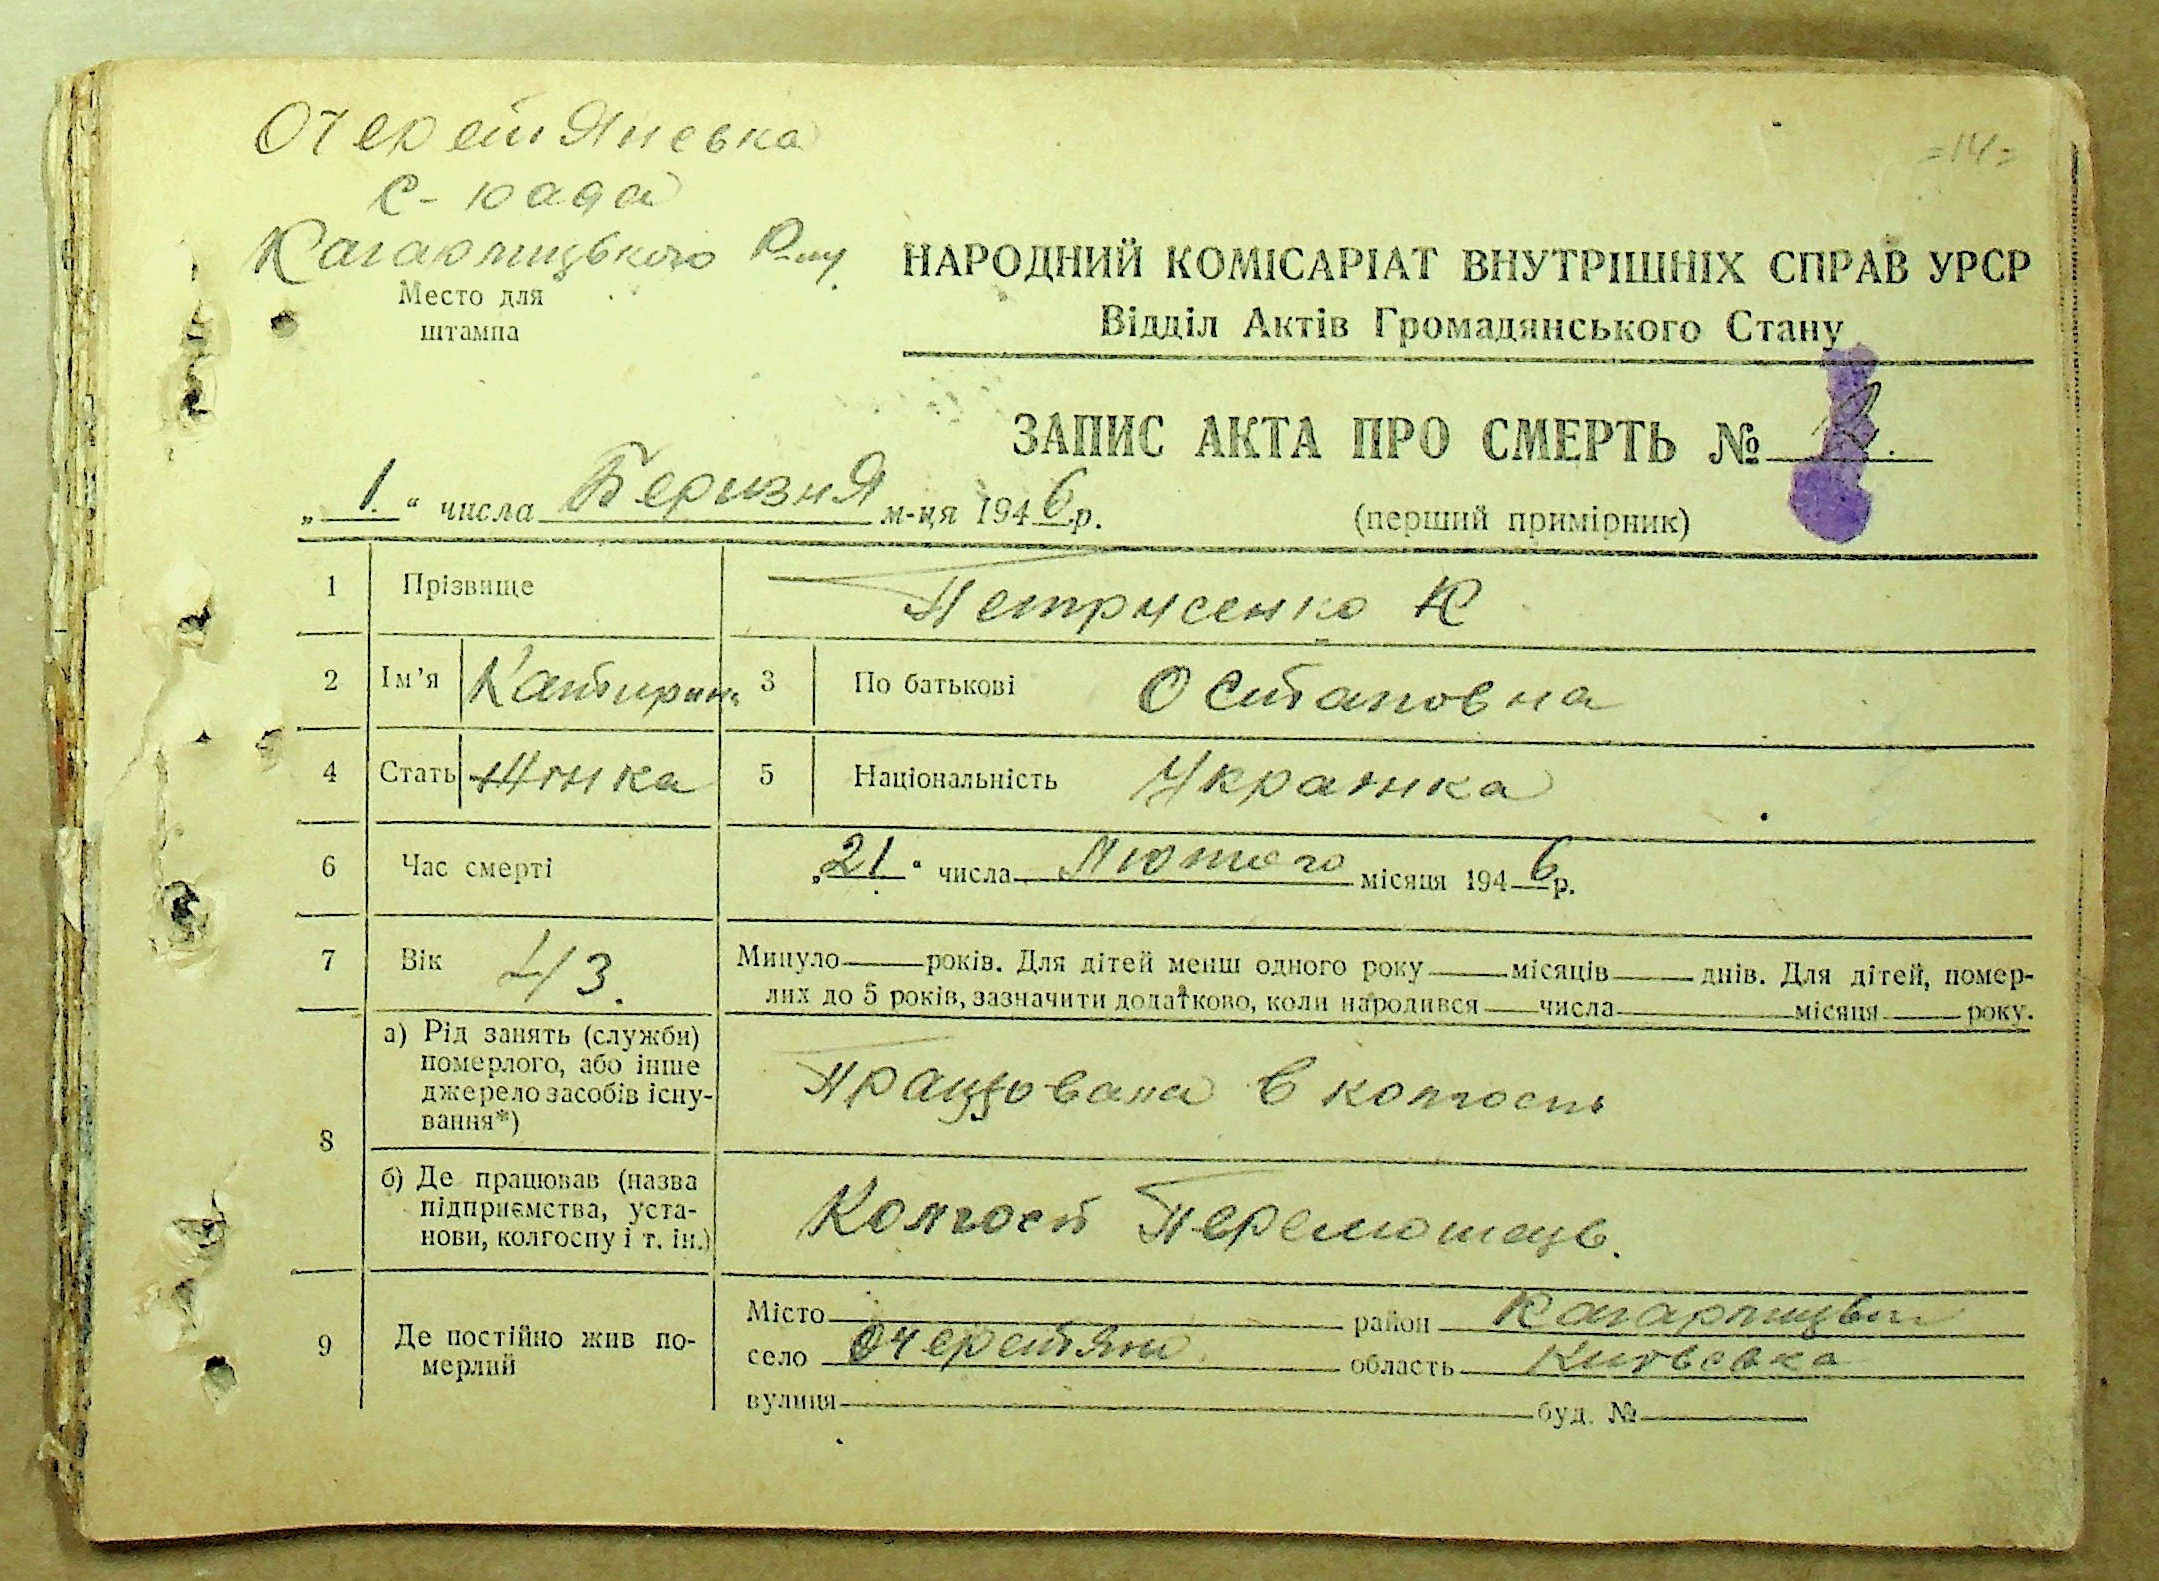 Очеретянська
с-рада
Кагарлицького Р-ну
=14=
Место для
штампа
НАРОДНИЙ КОМІСАРІАТ ВНУТРІШНІХ СПРАВ УРСР
Відділ Актів Громадянського Стану
ЗАПИС АКТА ПРО СМЕРТЬ №
„1.“ числа Беризня м-ця 1946 р.
(перший примірник)
1 Прізвище Петрусенко К
2 Ім’я Катирина 3 По батькові Остаповна
4 Стать Жінка 5 Національність Українка
6 Час смерті „21“ числа Лютого місяця 1946 р.
7 Вік 43. Минуло років. Для дітей менш одного року місяців днів. Для дітей, помер-
лих до 5 років, зазначити додатково, коли народився числа місяця року.
8 а) Рід занять (служби)
померлого, або інше
джерело засобів існу-
вання*)
Працювала в колгоспі
б) Де працював (назва
підприємства, уста-
нови, колгоспу і т. ін.)
Колгосп Переможець.
9 Де постійно жив по-
мерлий
Місто район Кагарлицький
село Очеретяно область Київська
вулиця буд. №